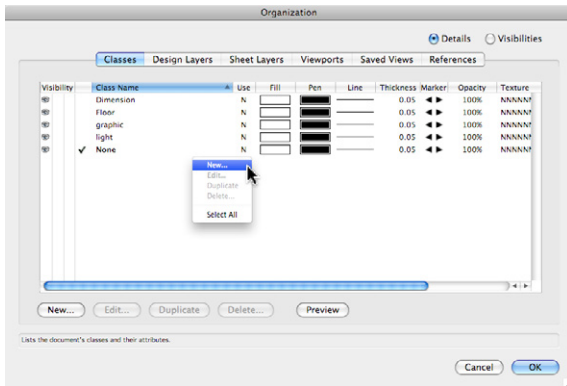 Organization
Details Visibilities
Classes Design Layers Sheet Layers Viewports Saved Views References
Visibility Class Name Use Fill Pen Line Thickness Marker Opacity Texture
Dimension N 0.05 100% NNNNN
Floor N 0.05 100% NNNNN
graphic N 0.05 100% NNNNN
light N 0.05 100% NNNNN
✓ None N 0.05 100% NNNNN
New...
Edit...
Duplicate
Delete...
Select All
New... Edit... Duplicate Delete... Preview
Lists the document's classes and their attributes.
Cancel OK